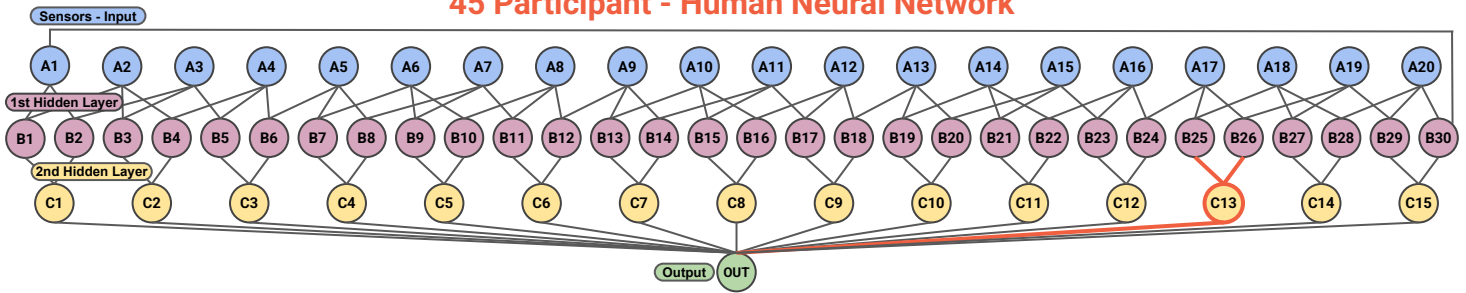 45 Participant - Human Neural Network
Sensors - Input
A1 A2 A3 A4 A5 A6 A7 A8 A9 A10 A11 A12 A13 A14 A15 A16 A17 A18 A19 A20
1st Hidden Layer
B1 B2 B3 B4 B5 B6 B7 B8 B9 B10 B11 B12 B13 B14 B15 B16 B17 B18 B19 B20 B21 B22 B23 B24 B25 B26 B27 B28 B29 B30
2nd Hidden Layer
C1 C2 C3 C4 C5 C6 C7 C8 C9 C10 C11 C12 C13 C14 C15
Output OUT